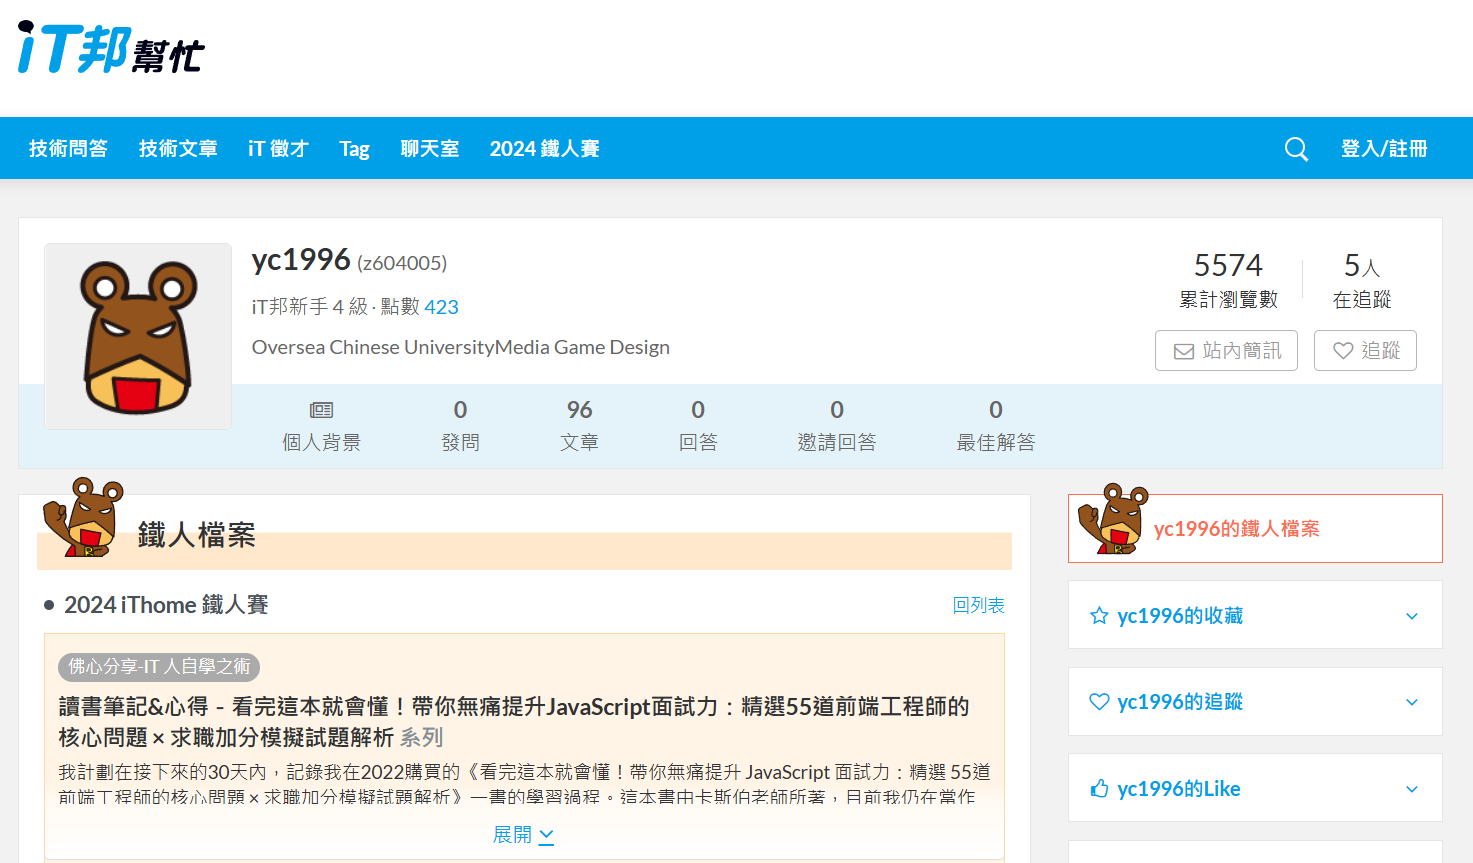 iT邦幫忙
技術問答 技術文章 iT 徵才 Tag 聊天室 2024 鐵人賽 登入/註冊
yc1996 (z604005)
iT邦新手 4 級 ‧ 點數 423
Oversea Chinese UniversityMedia Game Design
5574 5人
累計瀏覽數 在追蹤
站內簡訊 追蹤
0 96 0 0 0
個人背景 發問 文章 回答 邀請回答 最佳解答
鐵人檔案
2024 iThome 鐵人賽 回列表
佛心分享-IT 人自學之術
讀書筆記&心得 - 看完這本就會懂！帶你無痛提升JavaScript面試力：精選55道前端工程師的
核心問題 × 求職加分模擬試題解析 系列
我計劃在接下來的30天內，記錄我在2022購買的《看完這本就會懂！帶你無痛提升 JavaScript 面試力：精選 55道
前端工程師的核心問題 × 求職加分模擬試題解析》一書的學習過程。這本書由卡斯伯老師所著，目前我仍在當作
展開
yc1996的鐵人檔案
yc1996的收藏
yc1996的追蹤
yc1996的Like